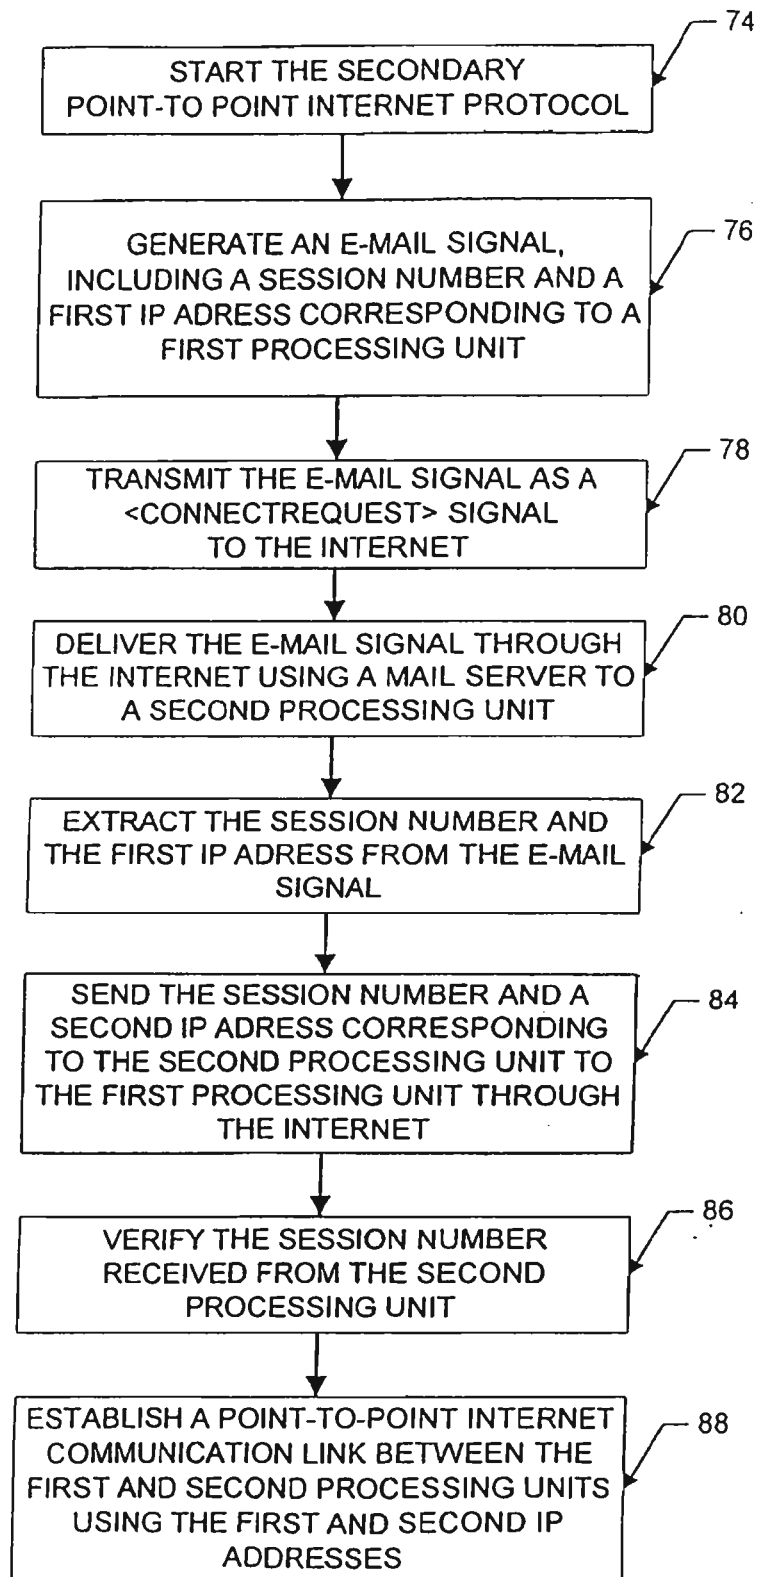 74
START THE SECONDARY
POINT-TO POINT INTERNET PROTOCOL
76
GENERATE AN E-MAIL SIGNAL,
INCLUDING A SESSION NUMBER AND A
FIRST IP ADRESS CORRESPONDING TO A
FIRST PROCESSING UNIT
78
TRANSMIT THE E-MAIL SIGNAL AS A
<CONNECTREQUEST> SIGNAL
TO THE INTERNET
80
DELIVER THE E-MAIL SIGNAL THROUGH
THE INTERNET USING A MAIL SERVER TO
A SECOND PROCESSING UNIT
82
EXTRACT THE SESSION NUMBER AND
THE FIRST IP ADRESS FROM THE E-MAIL
SIGNAL
84
SEND THE SESSION NUMBER AND A
SECOND IP ADRESS CORRESPONDING
TO THE SECOND PROCESSING UNIT TO
THE FIRST PROCESSING UNIT THROUGH
THE INTERNET
86
VERIFY THE SESSION NUMBER
RECEIVED FROM THE SECOND
PROCESSING UNIT
88
ESTABLISH A POINT-TO-POINT INTERNET
COMMUNICATION LINK BETWEEN THE
FIRST AND SECOND PROCESSING UNITS
USING THE FIRST AND SECOND IP
ADDRESSES